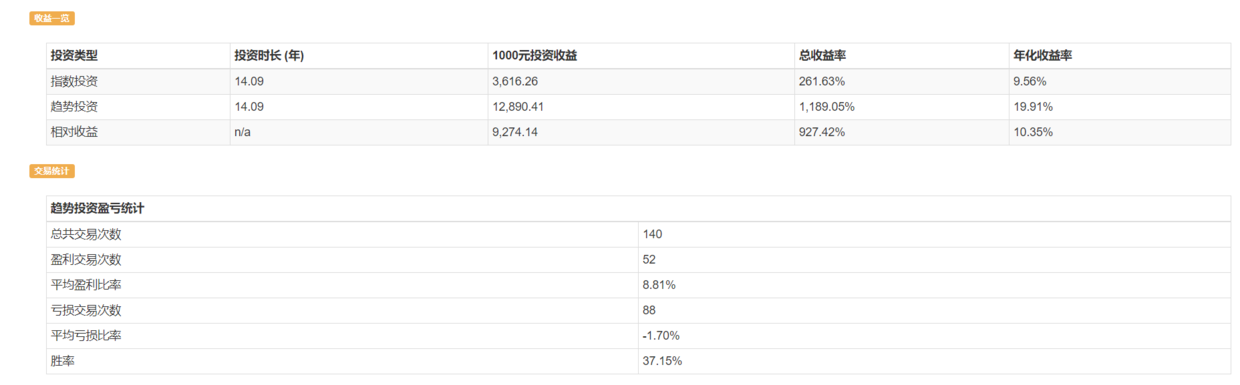 收益一览
投资类型 投资时长 (年) 1000元投资收益 总收益率 年化收益率
指数投资 14.09 3,616.26 261.63% 9.56%
趋势投资 14.09 12,890.41 1,189.05% 19.91%
相对收益 n/a 9,274.14 927.42% 10.35%
交易统计
趋势投资盈亏统计
总共交易次数 140
盈利交易次数 52
平均盈利比率 8.81%
亏损交易次数 88
平均亏损比率 -1.70%
胜率 37.15%